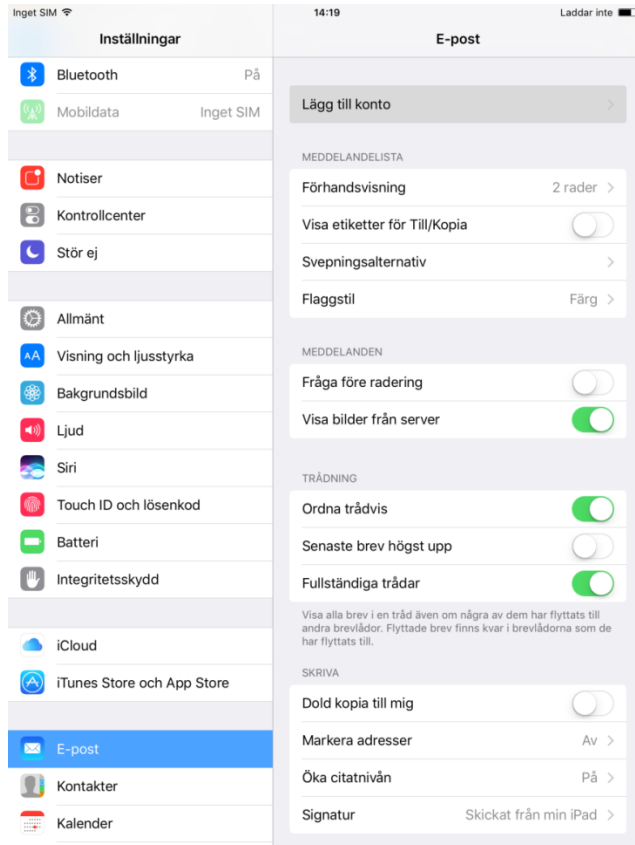 Inget SIM
14:19
Laddar inte
Inställningar
Bluetooth På
Mobildata Inget SIM
Notiser
Kontrollcenter
Stör ej
Allmänt
AA Visning och ljusstyrka
Bakgrundsbild
Ljud
Siri
Touch ID och lösenkod
Batteri
Integritetsskydd
iCloud
iTunes Store och App Store
E-post
Kontakter
Kalender
E-post
Lägg till konto
MEDDELANDELISTA
Förhandsvisning 2 rader
Visa etiketter för Till/Kopia
Svepningsalternativ
Flaggstil Färg
MEDDELANDEN
Fråga före radering
Visa bilder från server
TRÅDNING
Ordna trådvis
Senaste brev högst upp
Fullständiga trådar
Visa alla brev i en tråd även om några av dem har flyttats till
andra brevlådor. Flyttade brev finns kvar i brevlådorna som de
har flyttats till.
SKRIVA
Dold kopia till mig
Markera adresser Av
Öka citatnivån På
Signatur Skickat från min iPad